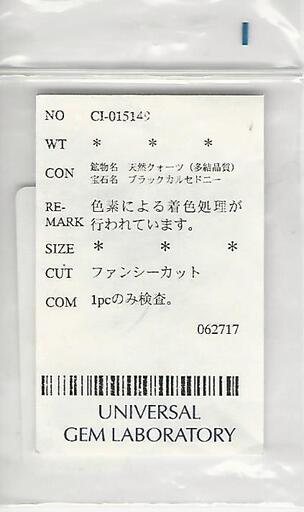 NO CI-015149
WT * * *
CON 鉱物名 天然クォーツ（多結晶質）
宝石名 ブラックカルセドニー
RE-MARK 色素による着色処理が
行われています。
SIZE * * *
CUT ファンシーカット
COM 1pcのみ検査。
062717
UNIVERSAL
GEM LABORATORY